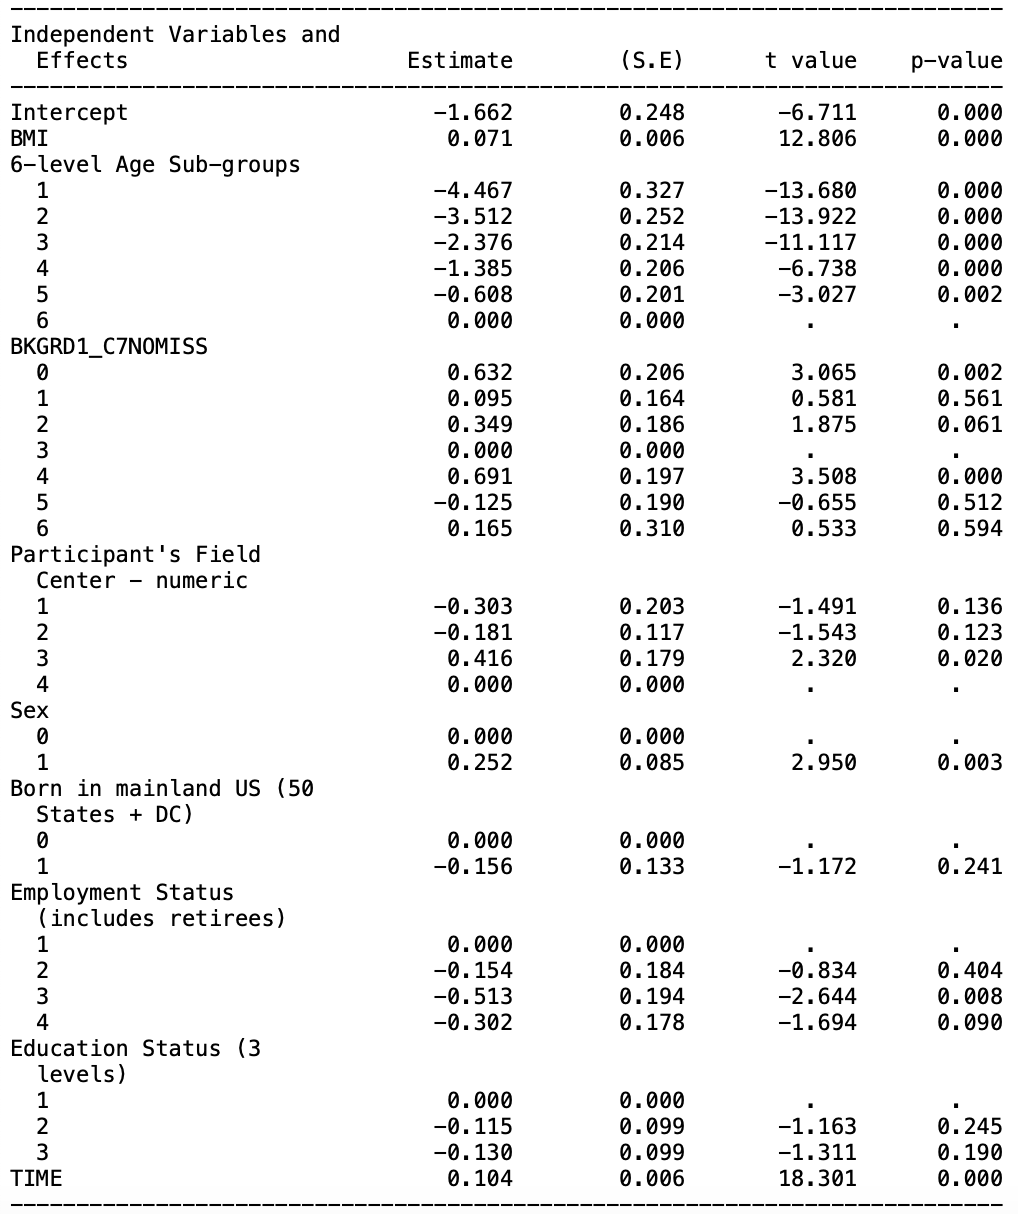 Independent Variables and
Effects Estimate (S.E) t value p-value
Intercept -1.662 0.248 -6.711 0.000
BMI 0.071 0.006 12.806 0.000
6-level Age Sub-groups
1 -4.467 0.327 -13.680 0.000
2 -3.512 0.252 -13.922 0.000
3 -2.376 0.214 -11.117 0.000
4 -1.385 0.206 -6.738 0.000
5 -0.608 0.201 -3.027 0.002
6 0.000 0.000 . .
BKGRD1_C7NOMISS
0 0.632 0.206 3.065 0.002
1 0.095 0.164 0.581 0.561
2 0.349 0.186 1.875 0.061
3 0.000 0.000 . .
4 0.691 0.197 3.508 0.000
5 -0.125 0.190 -0.655 0.512
6 0.165 0.310 0.533 0.594
Participant's Field
Center - numeric
1 -0.303 0.203 -1.491 0.136
2 -0.181 0.117 -1.543 0.123
3 0.416 0.179 2.320 0.020
4 0.000 0.000 . .
Sex
0 0.000 0.000 . .
1 0.252 0.085 2.950 0.003
Born in mainland US (50
States + DC)
0 0.000 0.000 . .
1 -0.156 0.133 -1.172 0.241
Employment Status
(includes retirees)
1 0.000 0.000 . .
2 -0.154 0.184 -0.834 0.404
3 -0.513 0.194 -2.644 0.008
4 -0.302 0.178 -1.694 0.090
Education Status (3
levels)
1 0.000 0.000 . .
2 -0.115 0.099 -1.163 0.245
3 -0.130 0.099 -1.311 0.190
TIME 0.104 0.006 18.301 0.000